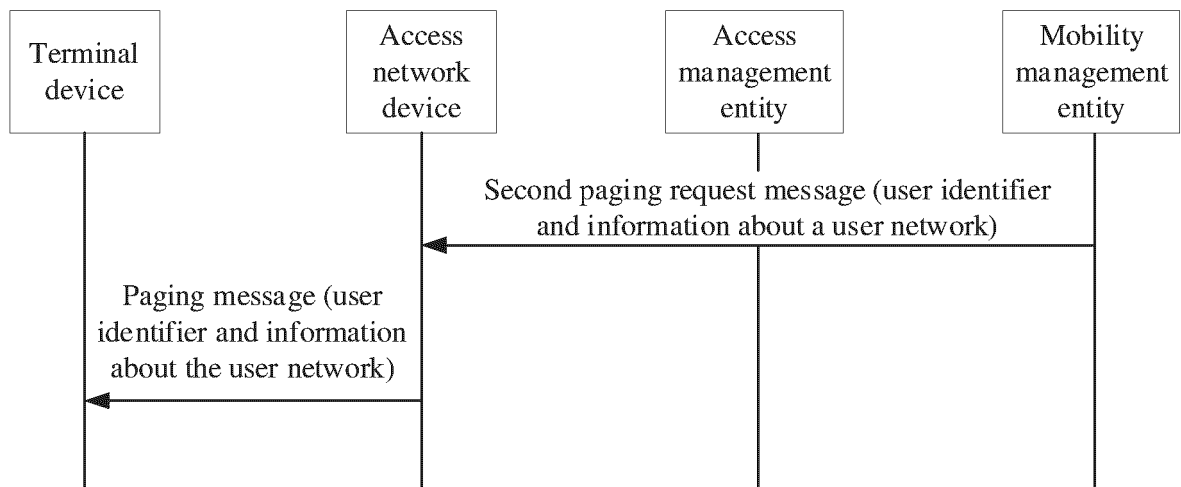 Terminal
device
Access
network
device
Access
management
entity
Mobility
management
entity
Second paging request message (user identifier
and information about a user network)
Paging message (user
identifier and information
about the user network)